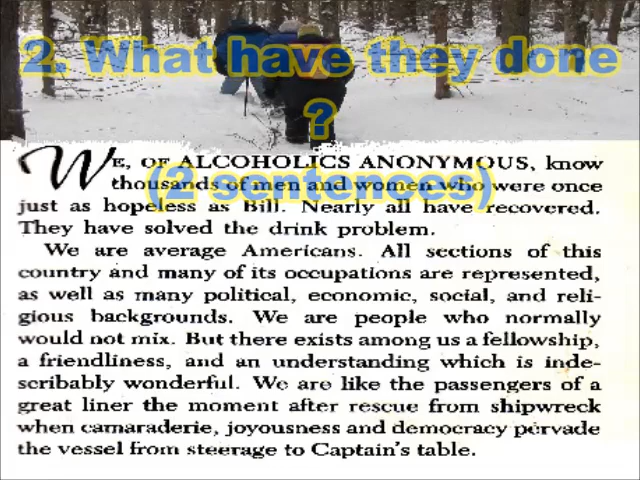 2. What have they done
?
(2 sentences)
WE, OF ALCOHOLICS ANONYMOUS, know
thousands of men and women who were once
just as hopeless as Bill. Nearly all have recovered.
They have solved the drink problem.
We are average Americans. All sections of this
country and many of its occupations are represented,
as well as many political, economic, social, and reli-
gious backgrounds. We are people who normally
would not mix. But there exists among us a fellowship,
a friendliness, and an understanding which is inde-
scribably wonderful. We are like the passengers of a
great liner the moment after rescue from shipwreck
when camaraderie, joyousness and democracy pervade
the vessel from steerage to Captain's table.